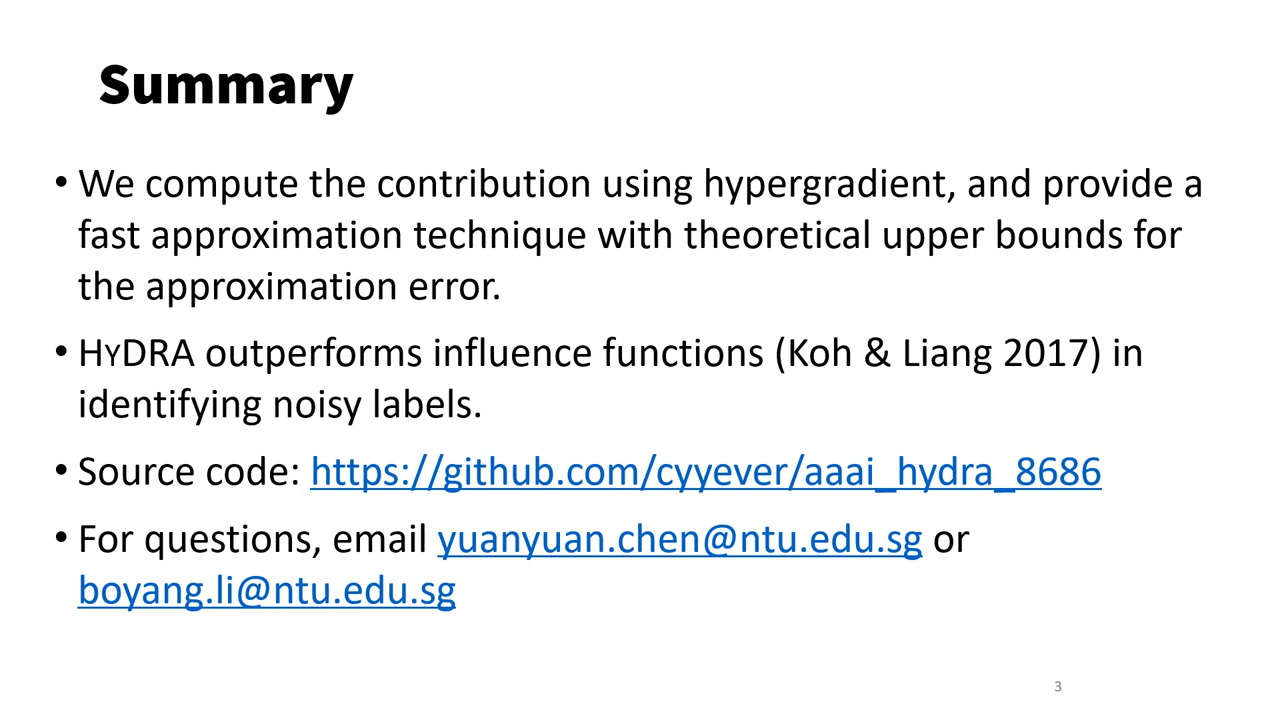 Summary
• We compute the contribution using hypergradient, and provide a
fast approximation technique with theoretical upper bounds for
the approximation error.
• HYDRA outperforms influence functions (Koh & Liang 2017) in
identifying noisy labels.
• Source code: https://github.com/cyyever/aaai_hydra_8686
• For questions, email yuanyuan.chen@ntu.edu.sg or
boyang.li@ntu.edu.sg
3